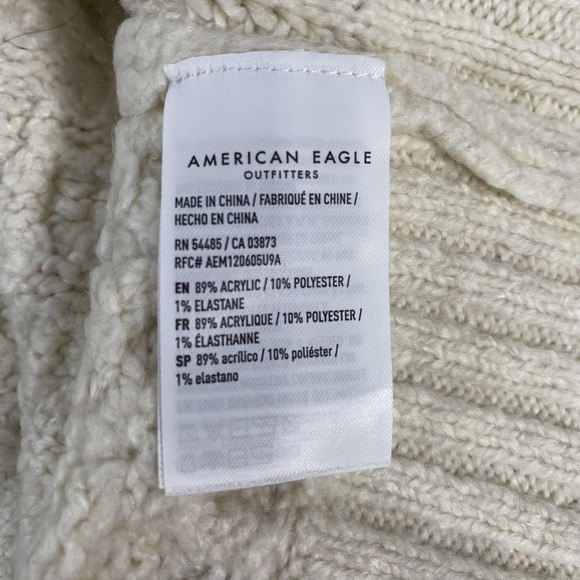 AMERICAN EAGLE
OUTFITTERS
MADE IN CHINA / FABRIQUÉ EN CHINE /
HECHO EN CHINA
RN 54485 / CA 03873
RFC# AEM120605U9A
EN 89% ACRYLIC / 10% POLYESTER /
1% ELASTANE
FR 89% ACRYLIQUE / 10% POLYESTER /
1% ÉLASTHANNE
SP 89% acrílico / 10% poliéster /
1% elastano